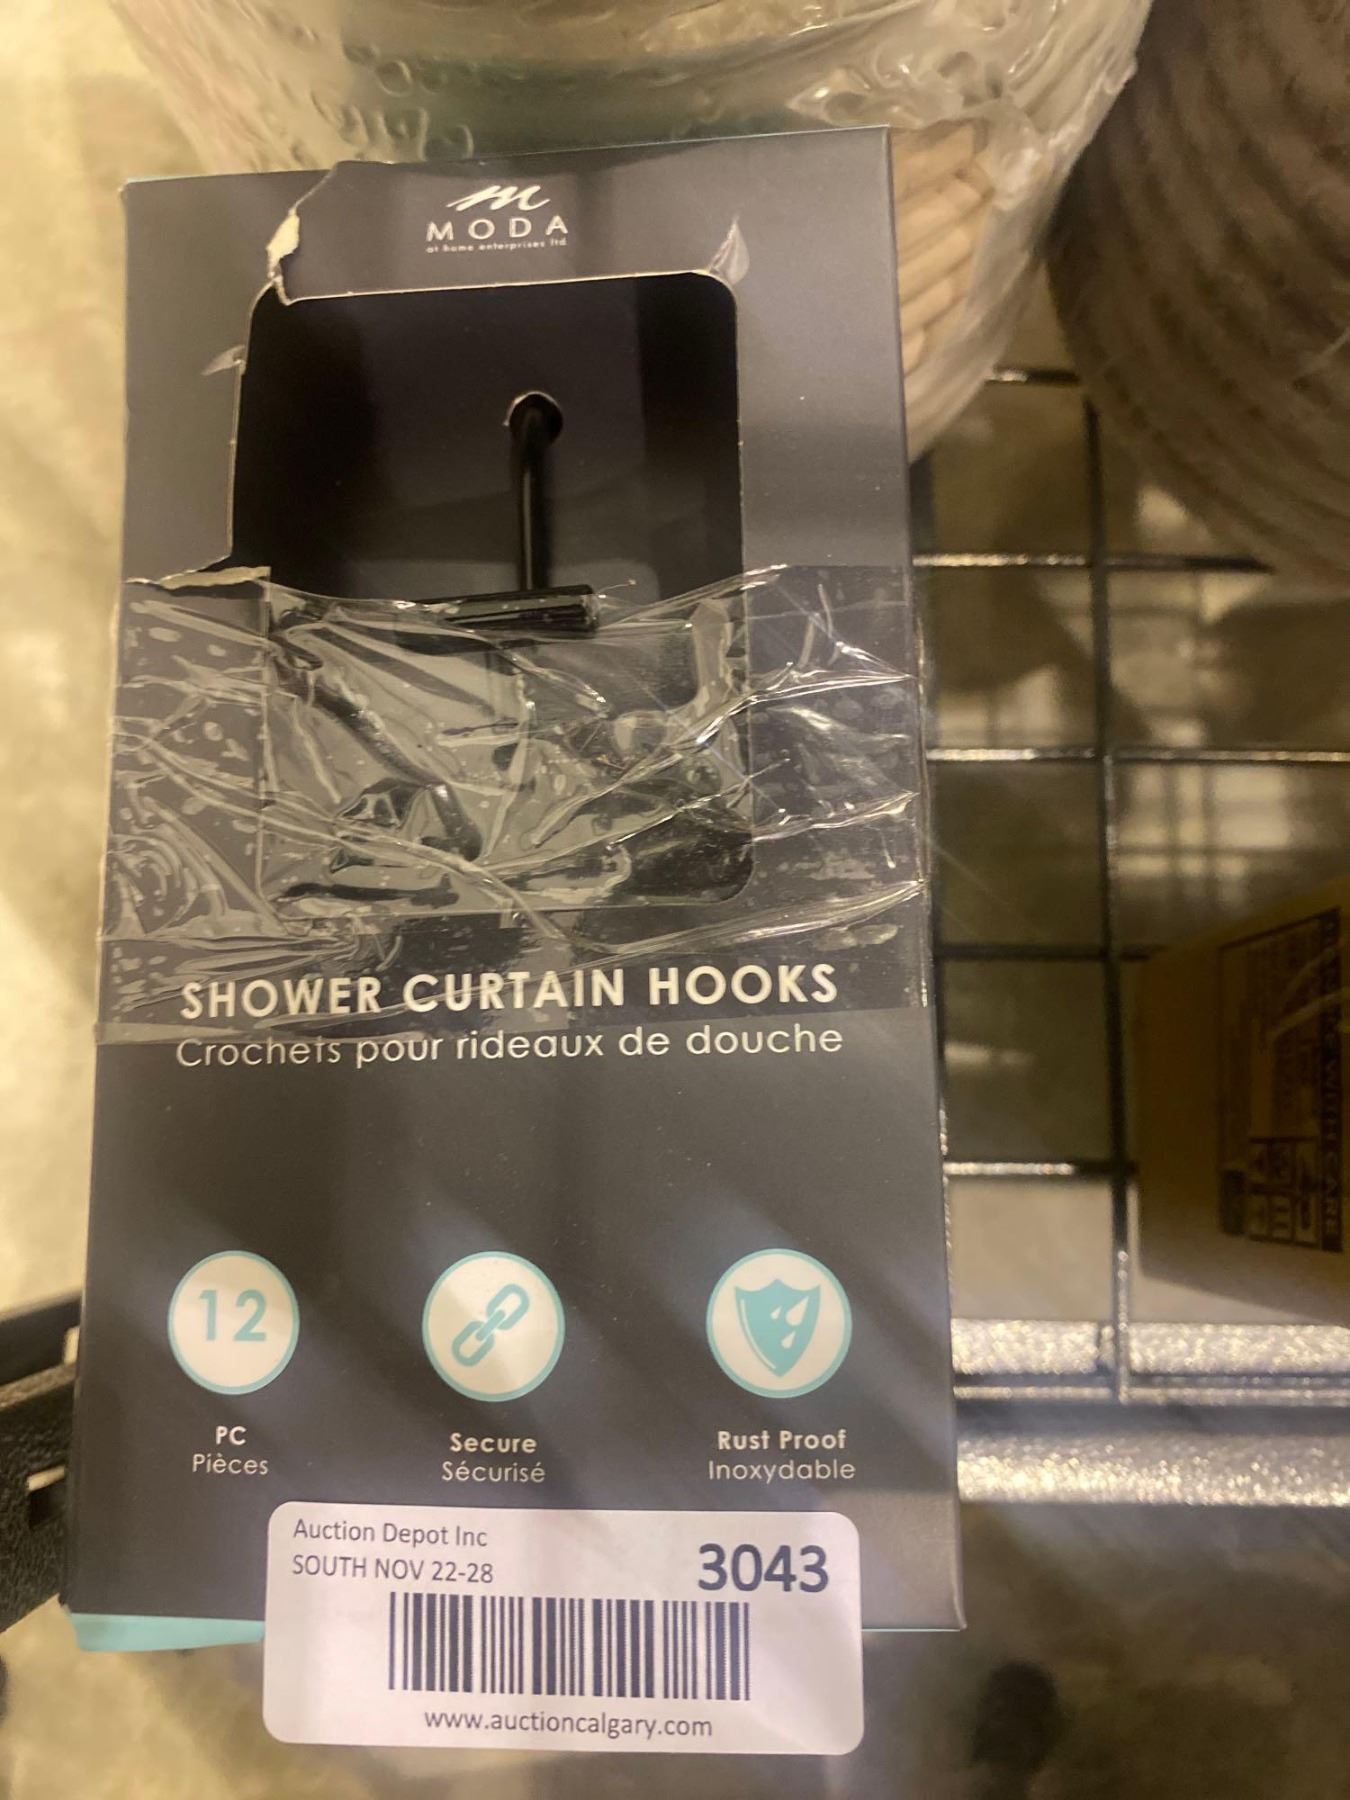 MODA
at home enterprises ltd
SHOWER CURTAIN HOOKS
Crochets pour rideaux de douche
12
PC
Pièces
Secure
Sécurisé
Rust Proof
Inoxydable
Auction Depot Inc
SOUTH NOV 22-28
3043
www.auctioncalgary.com